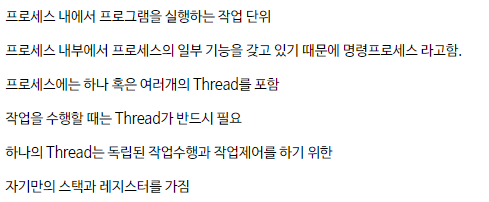 프로세스 내에서 프로그램을 실행하는 작업 단위
프로세스 내부에서 프로세스의 일부 기능을 갖고 있기 때문에 명령프로세스 라고함.
프로세스에는 하나 혹은 여러개의 Thread를 포함
작업을 수행할 때는 Thread가 반드시 필요
하나의 Thread는 독립된 작업수행과 작업제어를 하기 위한
자기만의 스택과 레지스터를 가짐